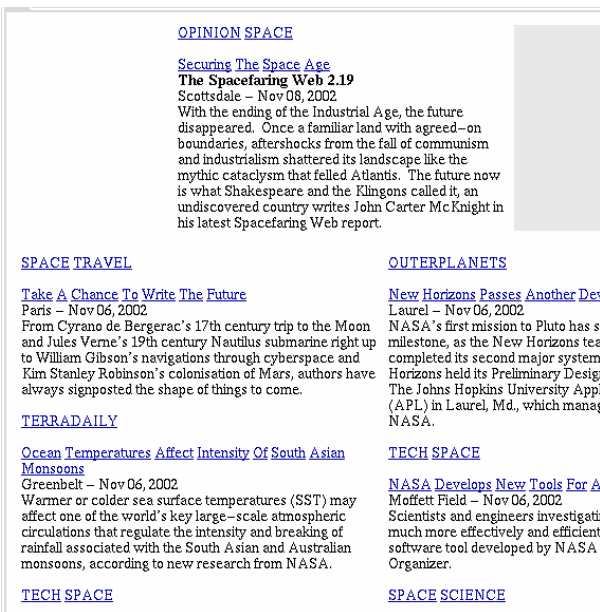 OPINION SPACE
Securing The Space Age
The Spacefaring Web 2.19
Scottsdale - Nov 08, 2002
With the ending of the Industrial Age, the future
disappeared. Once a familiar land with agreed-on
boundaries, aftershocks from the fall of communism
and industrialism shattered its landscape like the
mythic cataclysm that felled Atlantis. The future now
is what Shakespeare and the Klingons called it, an
undiscovered country writes John Carter McKnight in
his latest Spacefaring Web report.
SPACE TRAVEL
Take A Chance To Write The Future
Paris - Nov 06, 2002
From Cyrano de Bergerac's 17th century trip to the Moon
and Jules Verne's 19th century Nautilus submarine right up
to William Gibson's navigations through cyberspace and
Kim Stanley Robinson's colonisation of Mars, authors have
always signposted the shape of things to come.
TERRADAILY
Ocean Temperatures Affect Intensity Of South Asian
Monsoons
Greenbelt - Nov 06, 2002
Warmer or colder sea surface temperatures (SST) may
affect one of the world's key large-scale atmospheric
circulations that regulate the intensity and breaking of
rainfall associated with the South Asian and Australian
monsoons, according to new research from NASA.
TECH SPACE
OUTERPLANETS
New Horizons Passes Another
Laurel - Nov 06, 2002
NASA's first mission to Pluto has
milestone, as the New Horizons
completed its second major system
Horizons held its Preliminary
The Johns Hopkins University
(APL) in Laurel, Md., which
NASA.
TECH SPACE
NASA Develops New Tools For
Moffett Field - Nov 06, 2002
Scientists and engineers
much more effectively and
software tool developed by NASA
Organizer.
SPACE SCIENCE